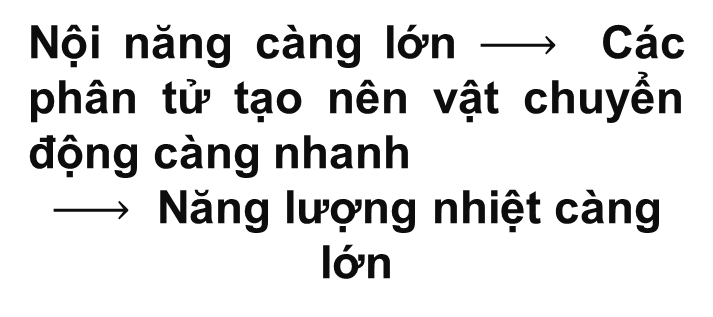 Nội năng càng lớn ⟶ Các
phân tử tạo nên vật chuyển
động càng nhanh
⟶ Năng lượng nhiệt càng
lớn